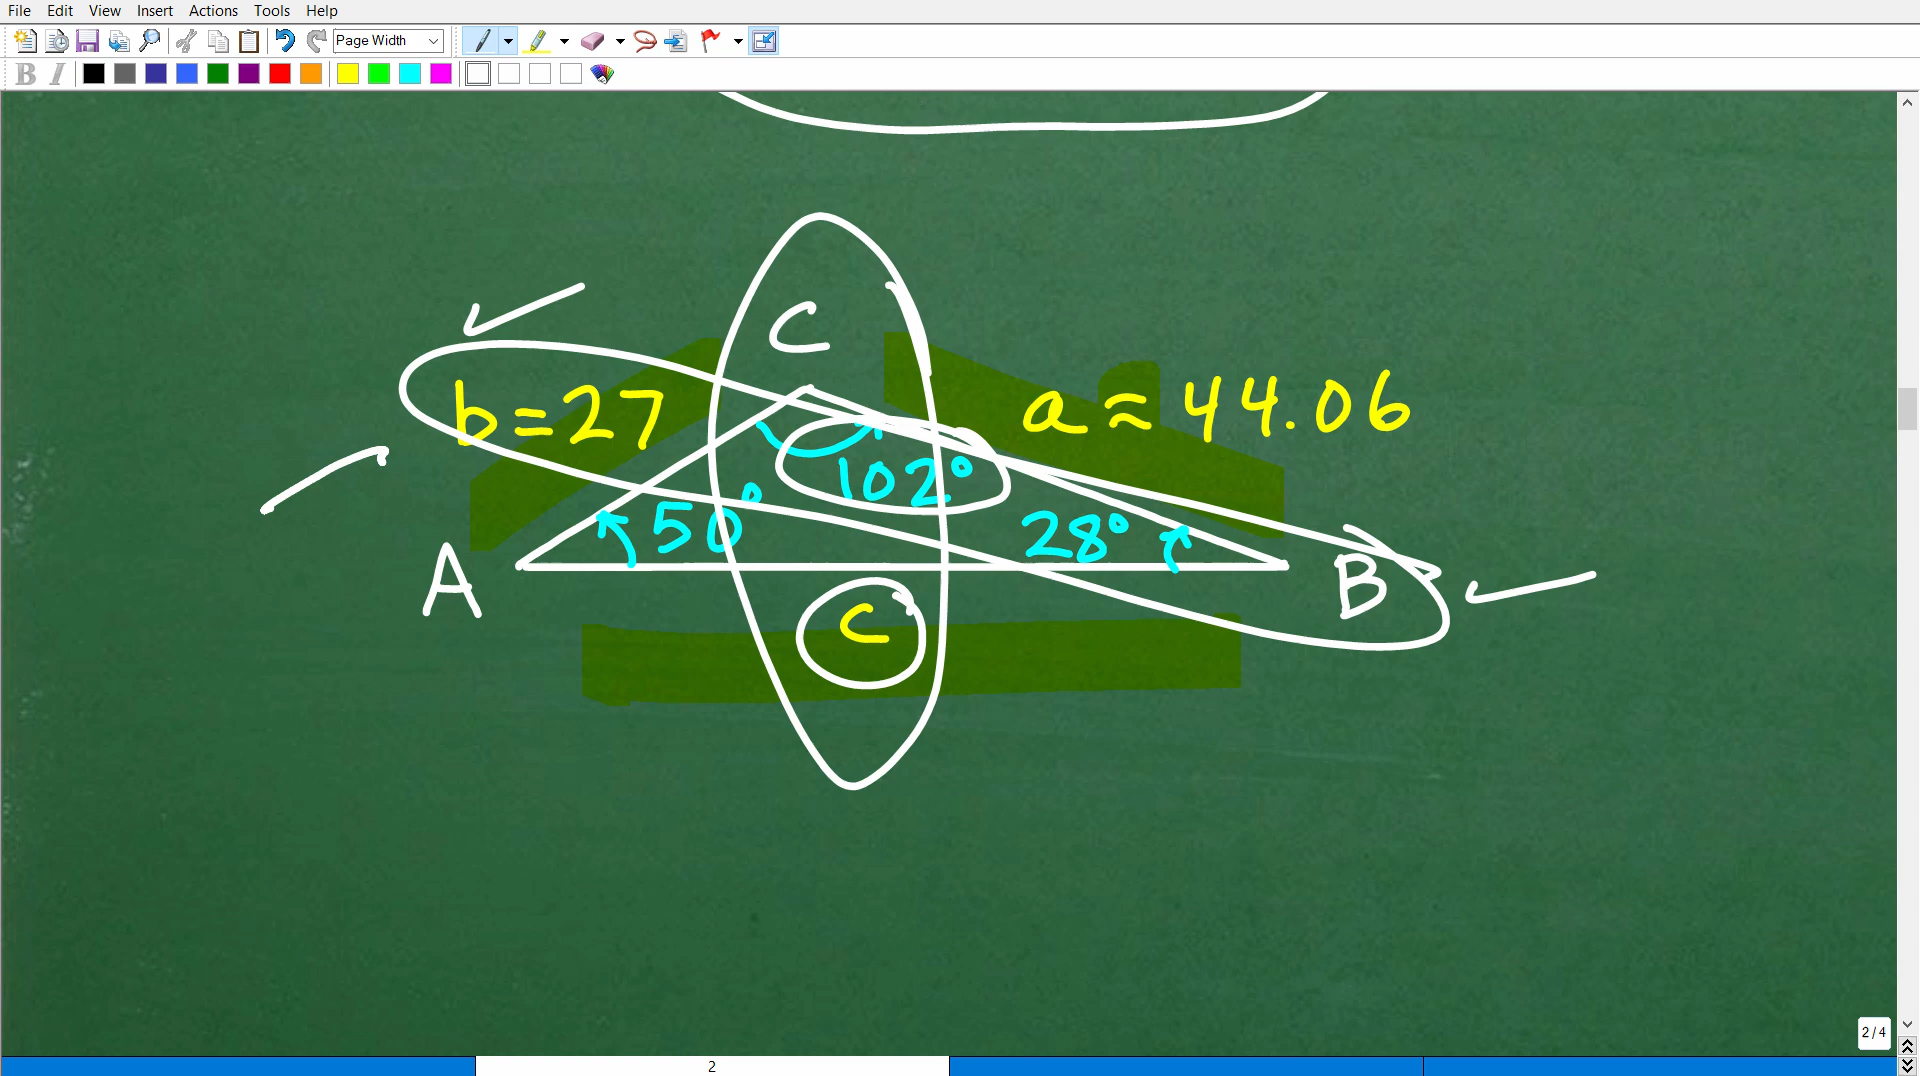 File Edit View Insert Actions Tools Help
Page Width
B I
C
b=27
a≈44.06
102°
50°
28°
A
B
c
2/4
2